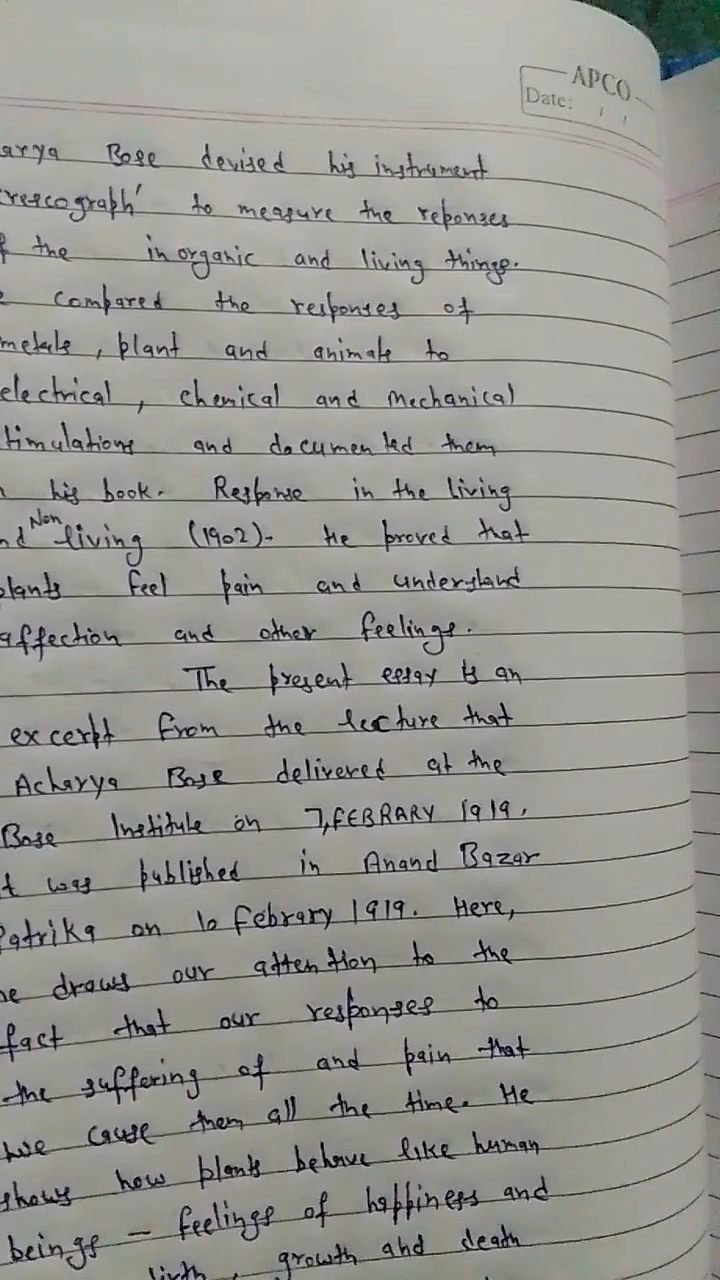 APCO
Date: / /
arya Bose devised his instrument
crescograph' to measure the reponses
f the inorganic and living things.
e compared the responses of
metals, plant and animals to
electrical, chemical and mechanical
timulations and documented them
n his book. Response in the living
nd Non living (1902). He proved that
plants feel pain and understand
affection and other feelings.
The present essay is an
excerpt from the lecture that
Acharya Bose delivered at the
Bose Institute on 7, FEBRARY 1919.
t was published in Anand Bazar
Patrika on 10 Febrary 1919. Here,
he draws our attention to the
fact that our responses to
the suffering of and pain that
we cause them all the time. He
shows how plants behave like human
beings – feelings of happiness and
birth, growth and death